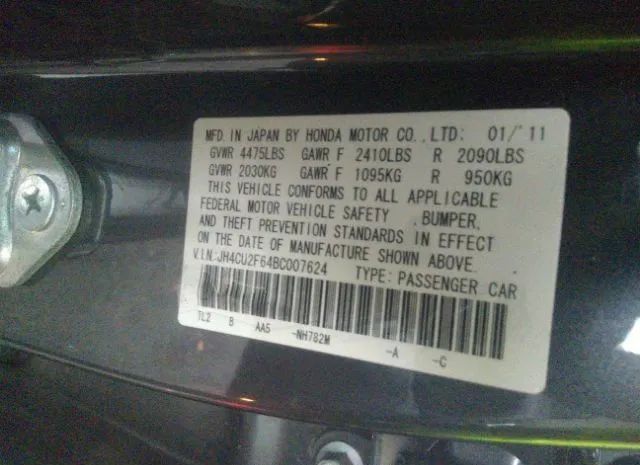 MFD. IN JAPAN BY HONDA MOTOR CO., LTD: 01/'11
GVWR 4475LBS GAWR F 2410LBS R 2090LBS
GVWR 2030KG GAWR F 1095KG R 950KG
THIS VEHICLE CONFORMS TO ALL APPLICABLE
FEDERAL MOTOR VEHICLE SAFETY ,BUMPER,
AND THEFT PREVENTION STANDARDS IN EFFECT
ON THE DATE OF MANUFACTURE SHOWN ABOVE.
V.I.N.:JH4CU2F64BC007624 TYPE: PASSENGER CAR
TL2 B AA5 -NH782M -A -C